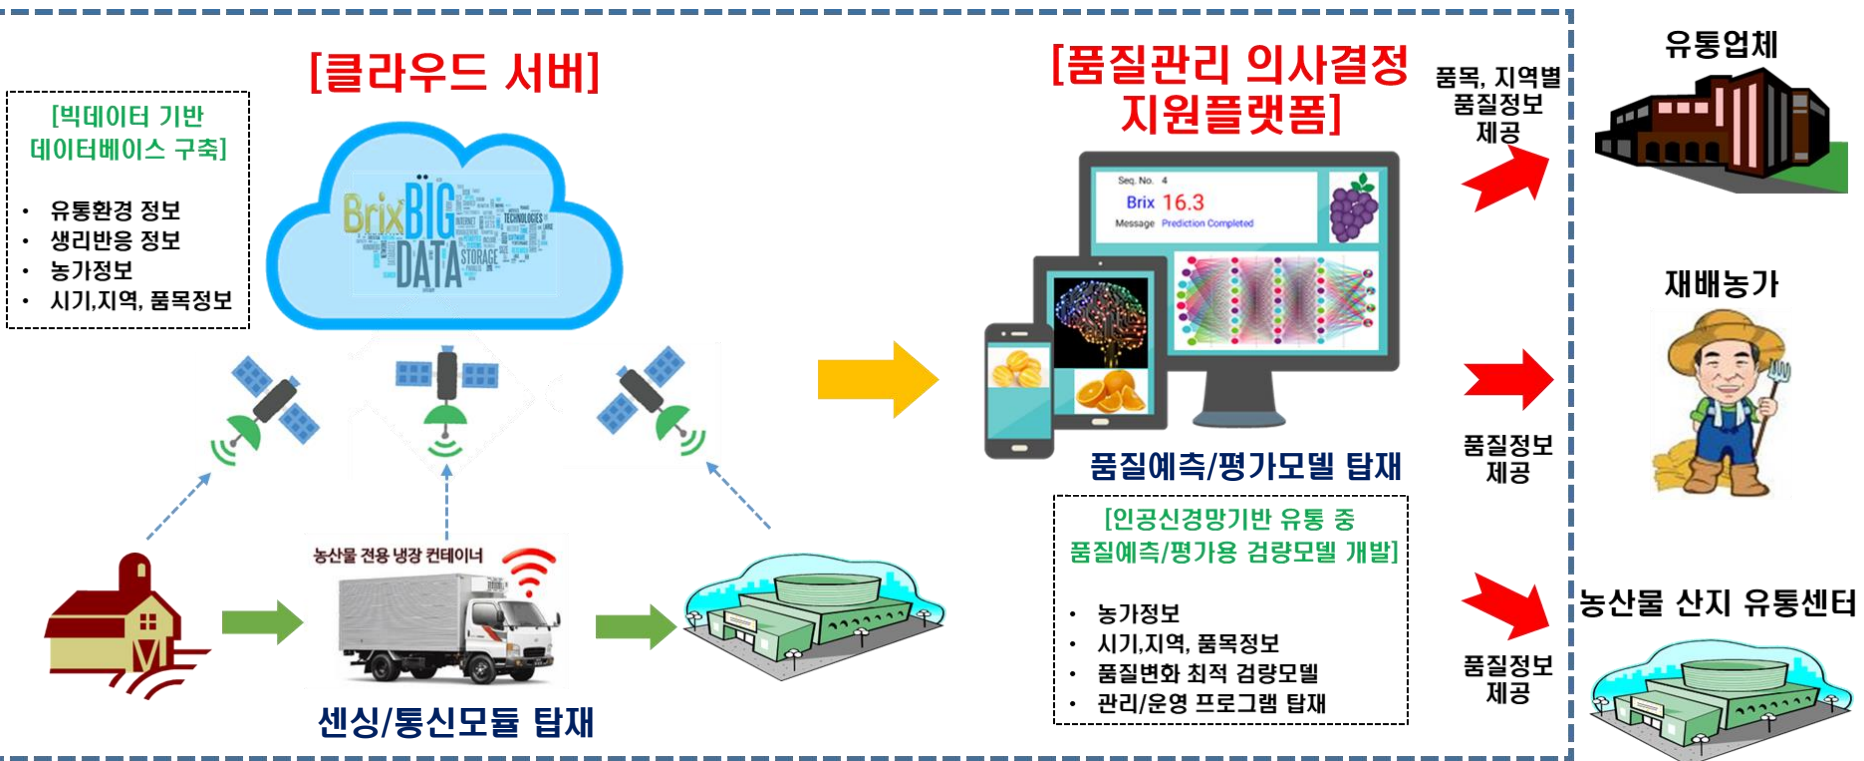 [클라우드 서버]
[빅데이터 기반
데이터베이스 구축]
• 유통환경 정보
• 생리반응 정보
• 농가정보
• 시기,지역, 품목정보
Brix BIG
DATA
TECHNOLOGIES
STORAGE
농산물 전용 냉장 컨테이너
센싱/통신모듈 탑재
[품질관리 의사결정
지원플랫폼]
Seq. No. 4
Brix 16.3
Message Prediction Completed
품질예측/평가모델 탑재
[인공신경망기반 유통 중
품질예측/평가용 검량모델 개발]
• 농가정보
• 시기,지역, 품목정보
• 품질변화 최적 검량모델
• 관리/운영 프로그램 탑재
품목, 지역별
품질정보
제공
품질정보
제공
품질정보
제공
유통업체
재배농가
농산물 산지 유통센터